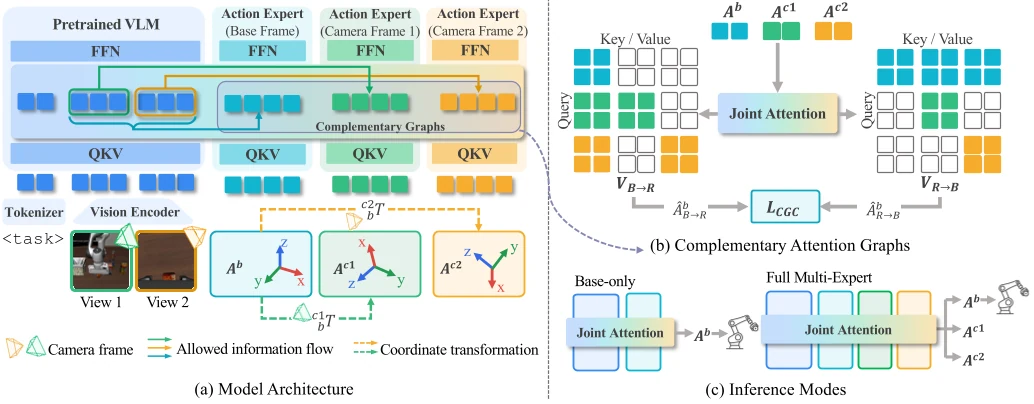 Pretrained VLM
Action Expert
(Base Frame)
Action Expert
(Camera Frame 1)
Action Expert
(Camera Frame 2)
FFN
FFN
FFN
FFN
Complementary Graphs
QKV
QKV
QKV
QKV
Tokenizer
Vision Encoder
<task>
View 1
View 2
c2 b T
A^b
z
y
x
A^c1
x
z
y
A^c2
z
y
x
c1 b T
Camera frame
Allowed information flow
Coordinate transformation
(a) Model Architecture
A^b
A^c1
A^c2
Key / Value
Key / Value
Query
Joint Attention
Query
V_B→R
V_R→B
Â^b_B→R
L_CGC
Â^b_R→B
(b) Complementary Attention Graphs
Base-only
Full Multi-Expert
Joint Attention
A^b
Joint Attention
A^b
A^c1
A^c2
(c) Inference Modes